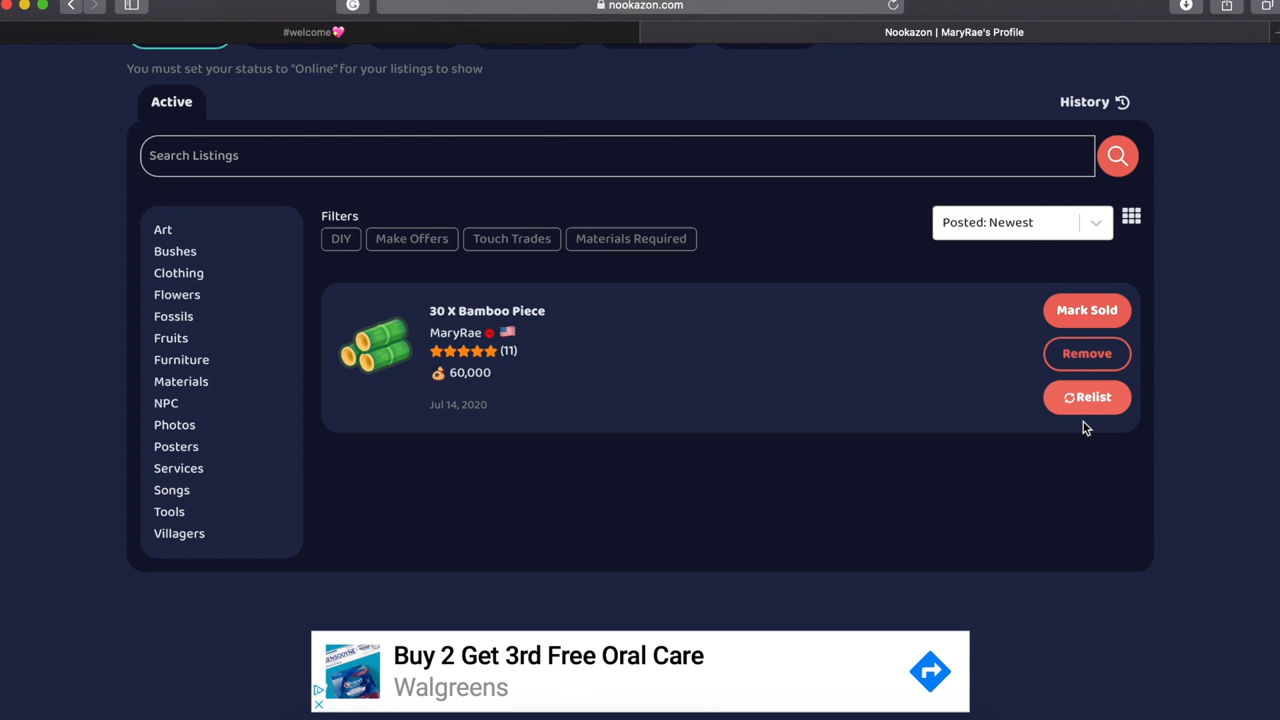 nookazon.com
#welcome💖
Nookazon | MaryRae's Profile
You must set your status to "Online" for your listings to show
Active
History
Search Listings
Art
Bushes
Clothing
Flowers
Fossils
Fruits
Furniture
Materials
NPC
Photos
Posters
Services
Songs
Tools
Villagers
Filters
DIY Make Offers Touch Trades Materials Required
Posted: Newest
30 X Bamboo Piece
MaryRae
(11)
60,000
Jul 14, 2020
Mark Sold
Remove
Relist
Buy 2 Get 3rd Free Oral Care
Walgreens